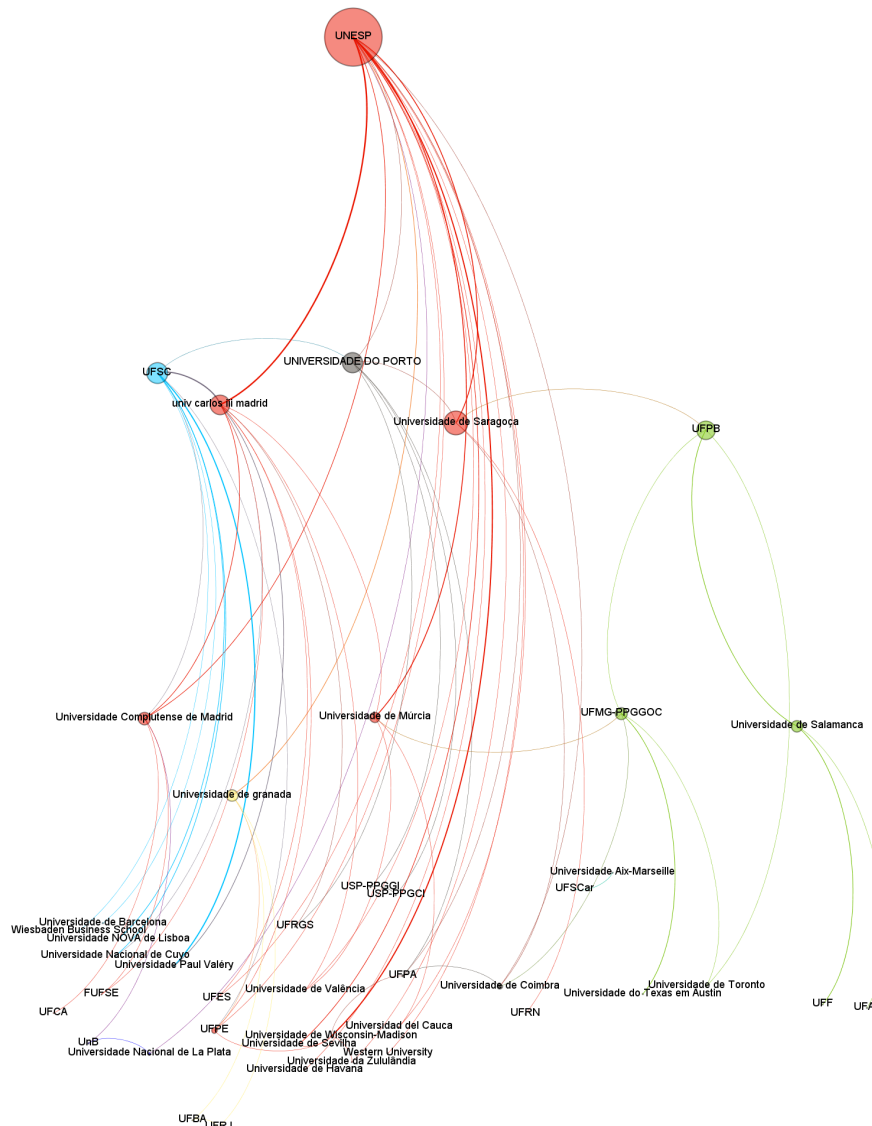 UNESP
UNIVERSIDADE DO PORTO
UFSC
univ carlos iii madrid
Universidade de Saragoça
UFPB
Universidade Complutense de Madrid
Universidade de Múrcia
UFMG-PPGGOC
Universidade de Salamanca
Universidade de granada
Universidade Aix-Marseille
USP-PPGGI
UFSCar
USP-PPGCI
Universidade de Barcelona
UFRGS
Wiesbaden Business School
Universidade NOVA de Lisboa
Universidade Nacional de Cuyo
Universidade Paul Valéry
UFPA
Universidade de Coimbra
Universidade de Toronto
FUFSE
UFES
Universidade de València
Universidade do Texas em Austin
UFF
UFA
UFCA
UFRN
Universidad del Cauca
UFPE
Universidade de Wisconsin-Madison
UnB
Universidade de Sevilha
Universidade Nacional de La Plata
Western University
Universidade da Zululândia
Universidade de Havana
UFBA
UFRJ